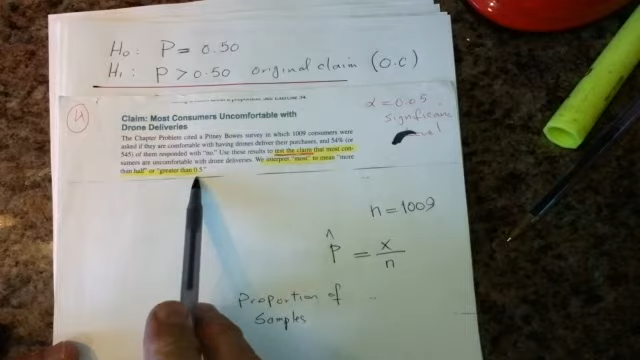 H0: P = 0.50
H1: P > 0.50 original claim (O.C)
4
Claim: Most Consumers Uncomfortable with
Drone Deliveries
The Chapter Problem cited a Pitney Bowes survey in which 1009 consumers were
asked if they are comfortable with having drones deliver their purchases, and 54% (or
545) of them responded with "no." Use these results to test the claim that most con-
sumers are uncomfortable with drone deliveries. We interpret "most" to mean "more
than half" or "greater than 0.5."
α = 0.05
significane
n = 1009
p̂ = x/n
Proportion of
Samples